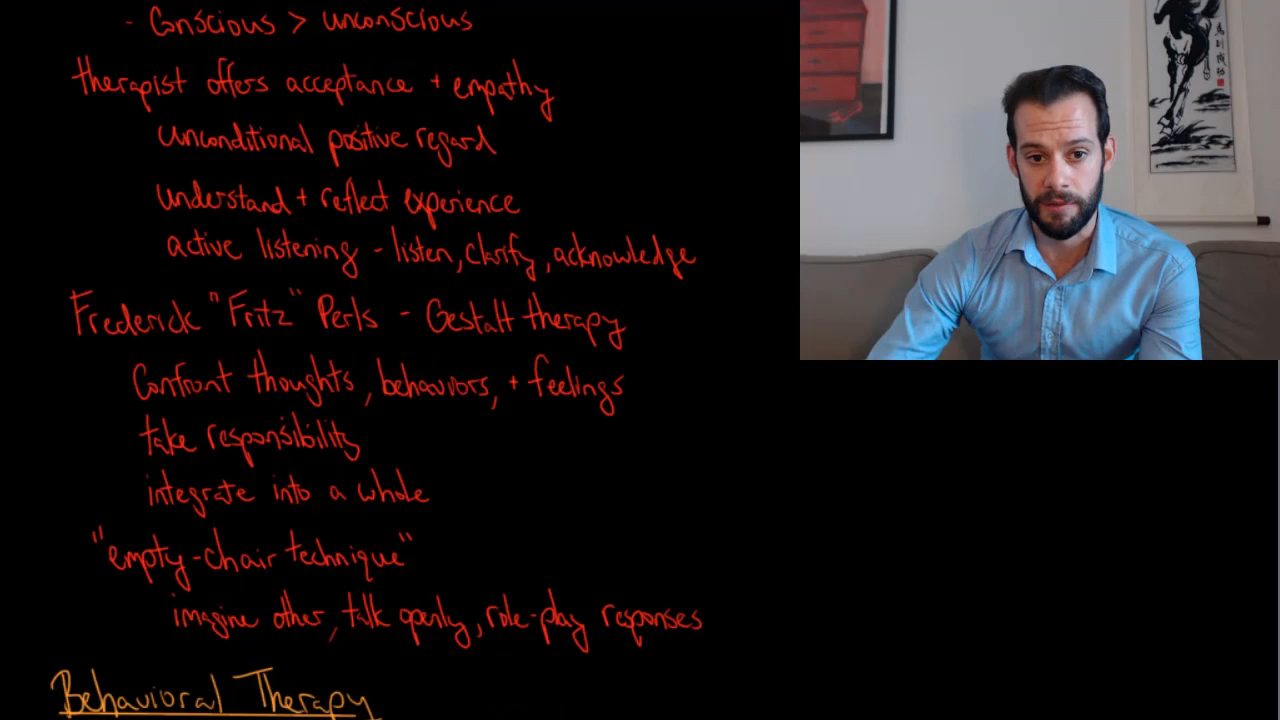 - Conscious > unconscious
therapist offers acceptance + empathy
unconditional positive regard
understand + reflect experience
active listening - listen, clarify, acknowledge
Frederick "Fritz" Perls - Gestalt therapy
Confront thoughts, behaviors, + feelings
take responsibility
integrate into a whole
"empty-chair technique"
imagine other, talk openly, role-play responses
Behavioral Therapy